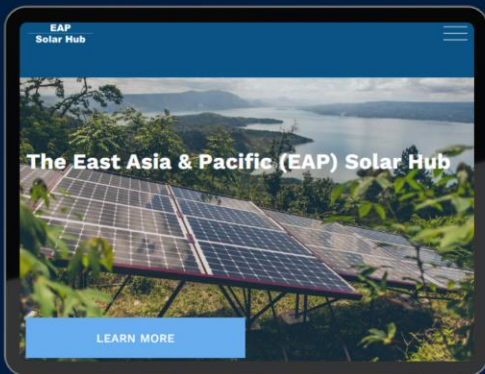 EAP
Solar Hub
The East Asia & Pacific (EAP) Solar Hub
LEARN MORE